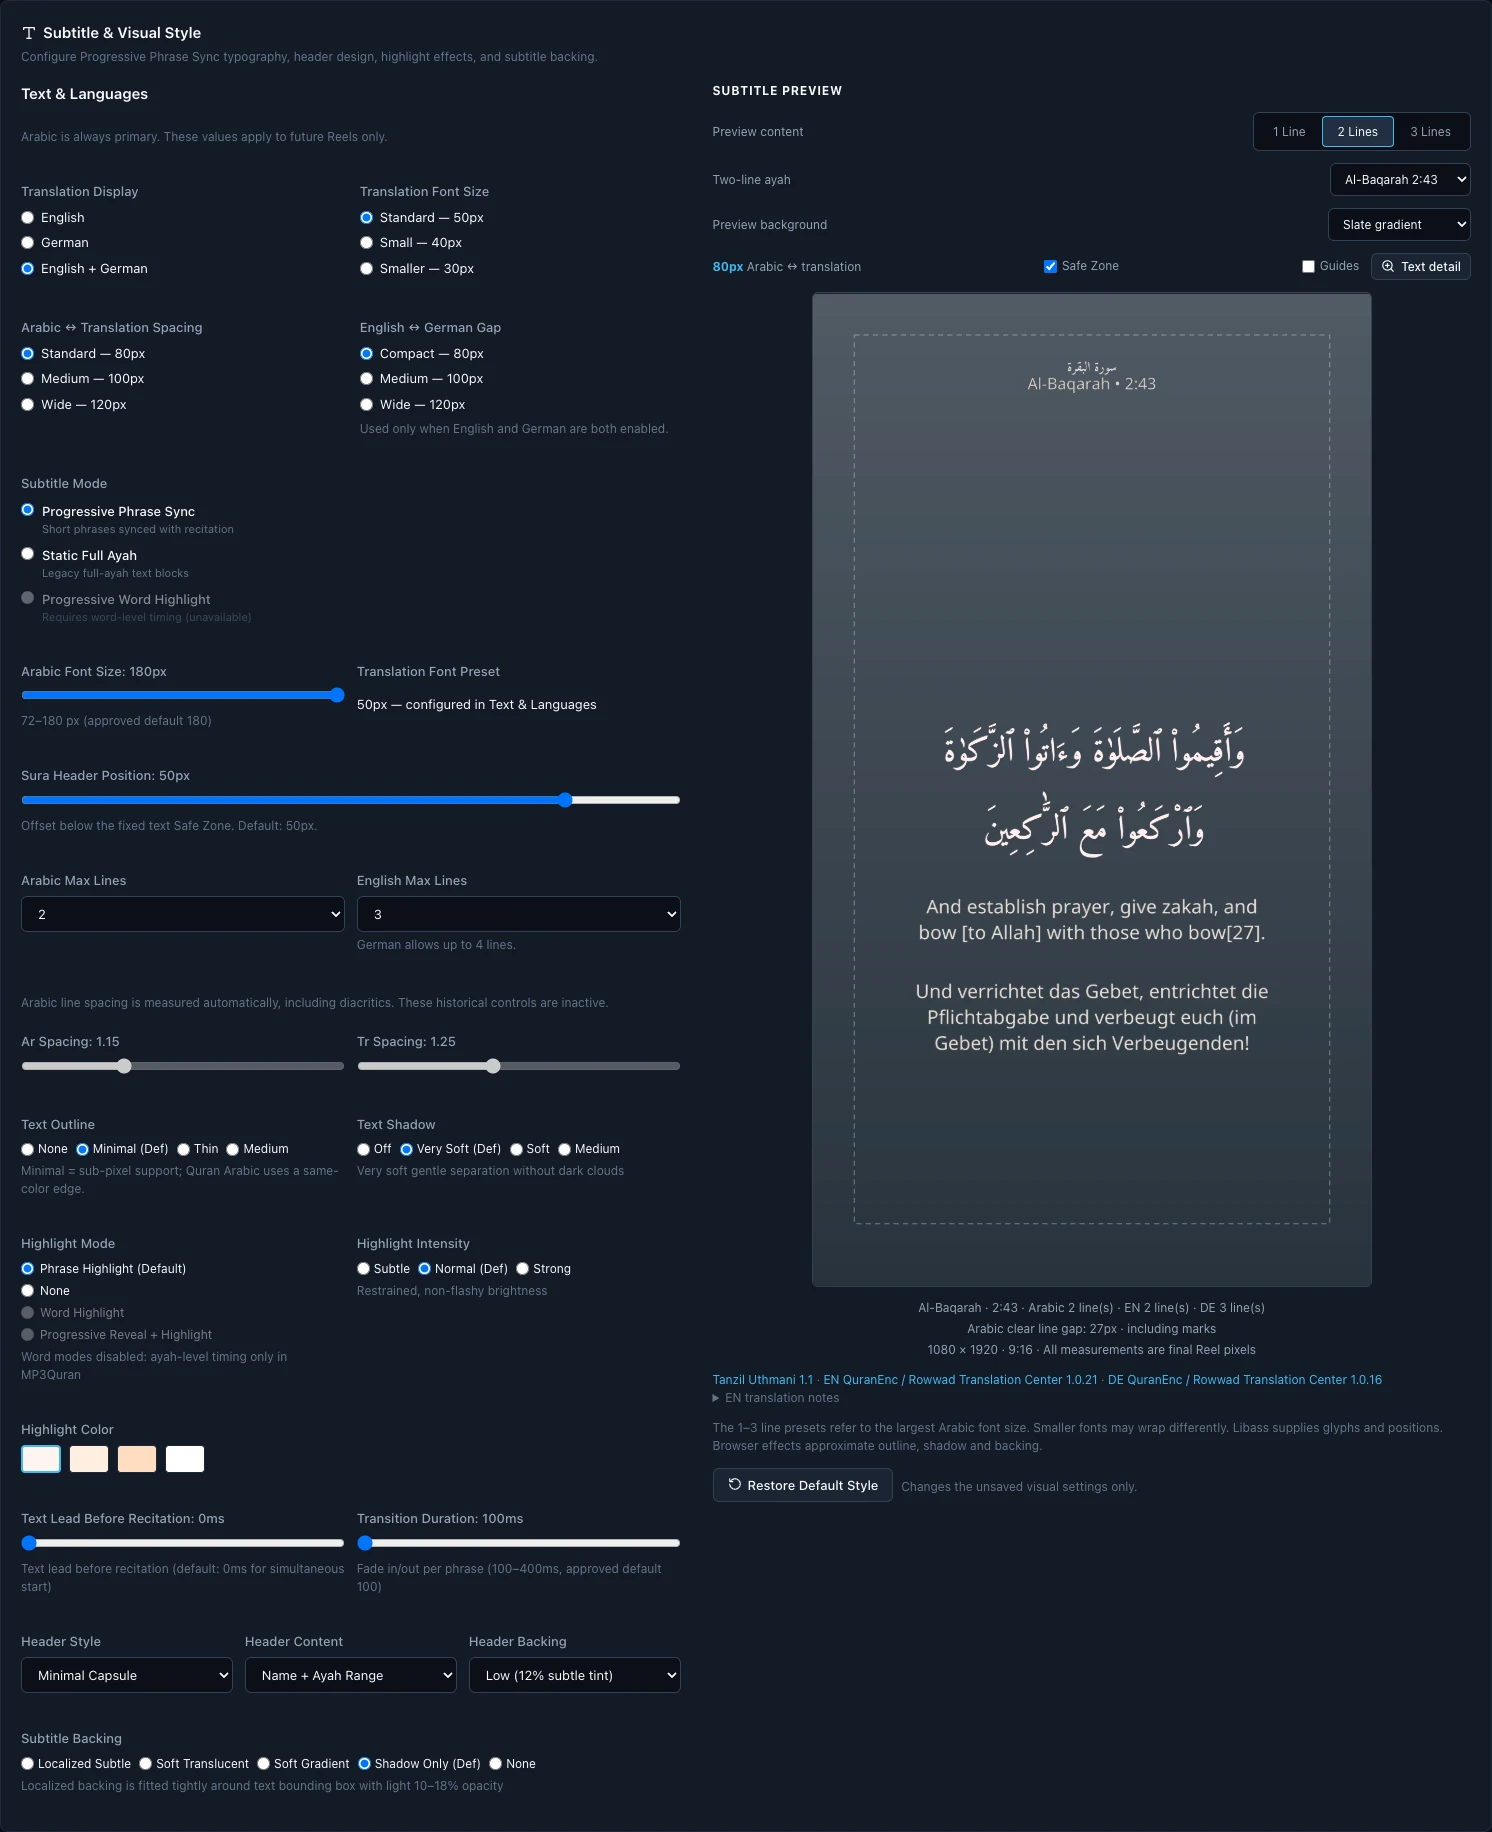 Subtitle & Visual Style
Configure Progressive Phrase Sync typography, header design, highlight effects, and subtitle backing.
Text & Languages
Arabic is always primary. These values apply to future Reels only.
Translation Display
English
German
English + German
Translation Font Size
Standard — 50px
Small — 40px
Smaller — 30px
Arabic ↔ Translation Spacing
Standard — 80px
Medium — 100px
Wide — 120px
English ↔ German Gap
Compact — 80px
Medium — 100px
Wide — 120px
Used only when English and German are both enabled.
Subtitle Mode
Progressive Phrase Sync
Short phrases synced with recitation
Static Full Ayah
Legacy full-ayah text blocks
Progressive Word Highlight
Requires word-level timing (unavailable)
Arabic Font Size: 180px
72–180 px (approved default 180)
Translation Font Preset
50px — configured in Text & Languages
Sura Header Position: 50px
Offset below the fixed text Safe Zone. Default: 50px.
Arabic Max Lines
2
English Max Lines
3
German allows up to 4 lines.
Arabic line spacing is measured automatically, including diacritics. These historical controls are inactive.
Ar Spacing: 1.15
Tr Spacing: 1.25
Text Outline
None Minimal (Def) Thin Medium
Minimal = sub-pixel support; Quran Arabic uses a same-
color edge.
Text Shadow
Off Very Soft (Def) Soft Medium
Very soft gentle separation without dark clouds
Highlight Mode
Phrase Highlight (Default)
None
Word Highlight
Progressive Reveal + Highlight
Word modes disabled: ayah-level timing only in
MP3Quran
Highlight Intensity
Subtle Normal (Def) Strong
Restrained, non-flashy brightness
Highlight Color
Text Lead Before Recitation: 0ms
Text lead before recitation (default: 0ms for simultaneous
start)
Transition Duration: 100ms
Fade in/out per phrase (100–400ms, approved default
100)
Header Style
Minimal Capsule
Header Content
Name + Ayah Range
Header Backing
Low (12% subtle tint)
Subtitle Backing
Localized Subtle Soft Translucent Soft Gradient Shadow Only (Def) None
Localized backing is fitted tightly around text bounding box with light 10–18% opacity
SUBTITLE PREVIEW
Preview content
1 Line 2 Lines 3 Lines
Two-line ayah
Al-Baqarah 2:43
Preview background
Slate gradient
80px Arabic ↔ translation
Safe Zone
Guides
Text detail
سورة البقرة
Al-Baqarah • 2:43
وَأَقِيمُوا۟ ٱلصَّلَوٰةَ وَءَاتُوا۟ ٱلزَّكَوٰةَ
وَٱرْكَعُوا۟ مَعَ ٱلرَّٰكِعِينَ
And establish prayer, give zakah, and
bow [to Allah] with those who bow[27].
Und verrichtet das Gebet, entrichtet die
Pflichtabgabe und verbeugt euch (im
Gebet) mit den sich Verbeugenden!
Al-Baqarah · 2:43 · Arabic 2 line(s) · EN 2 line(s) · DE 3 line(s)
Arabic clear line gap: 27px · including marks
1080 × 1920 · 9:16 · All measurements are final Reel pixels
Tanzil Uthmani 1.1 · EN QuranEnc / Rowwad Translation Center 1.0.21 · DE QuranEnc / Rowwad Translation Center 1.0.16
EN translation notes
The 1–3 line presets refer to the largest Arabic font size. Smaller fonts may wrap differently. Libass supplies glyphs and positions.
Browser effects approximate outline, shadow and backing.
Restore Default Style
Changes the unsaved visual settings only.